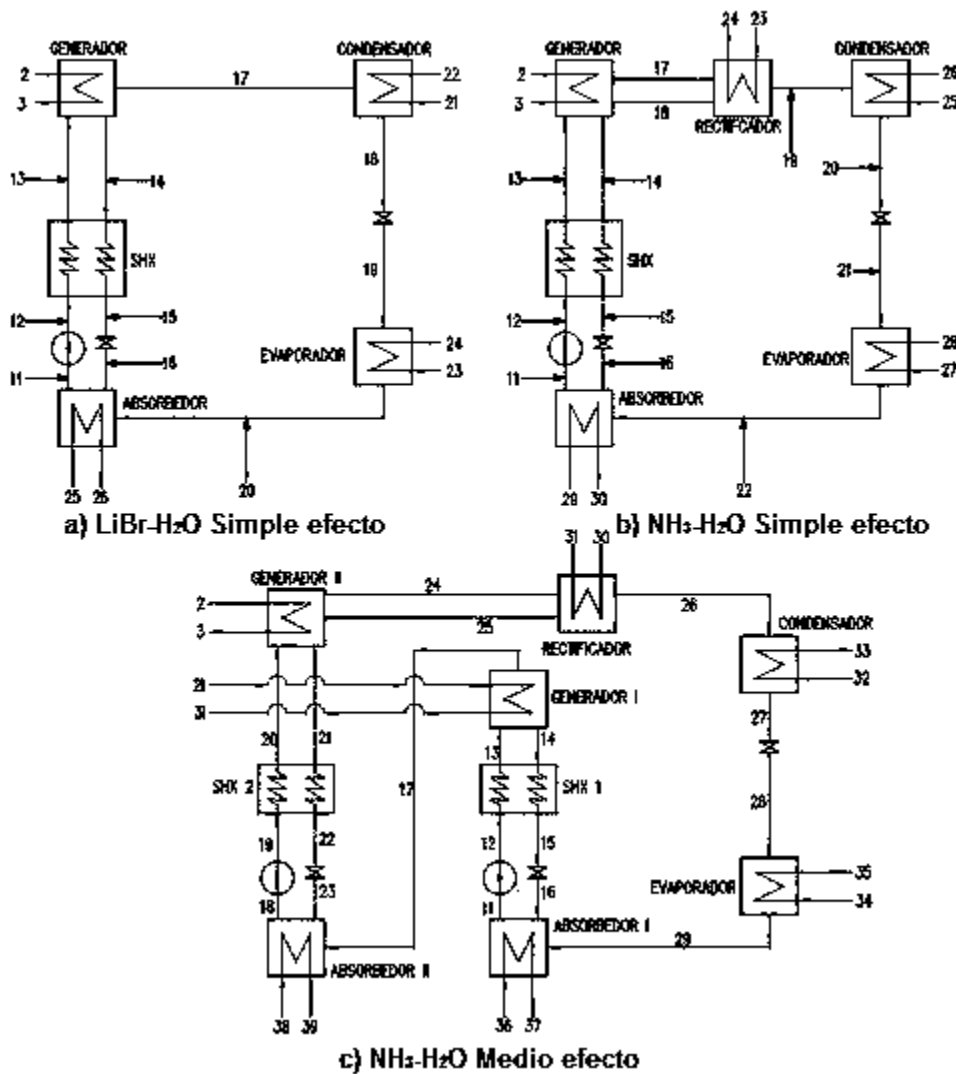 24 23
GENERADOR CONDENSADOR GENERADOR CONDENSADOR
2 17 22 2 17 26
3 21 3 18 25
RECTIFCADOR
19
18 20
13 14 13 14
SHX SHX
19 21
12 15 12 15
EVAPORADOR 24 EVAPORADOR 28
16 23 16 27
11 11
ABSORBEDOR ABSORBEDOR
25 26 20 29 30 22
a) LiBr-H₂O Simple efecto b) NH₃-H₂O Simple efecto
31 30
GENERADOR II 24
2 26
3 25 CONDENSADOR
RECTIFICADOR 33
32
GENERADOR I
31
20 21 13 14 27
SHX 2 17 SHX 1
28
19 22 12 15
35
EVAPORADOR
18 23 11 16 34
ABSORBEDOR I
29
ABSORBEDOR II
38 39 36 37
c) NH₃-H₂O Medio efecto